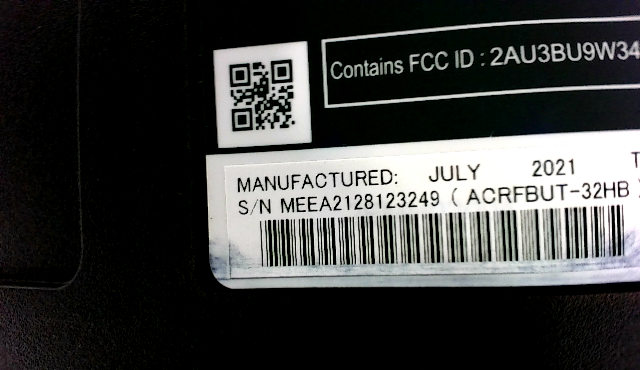 Contains FCC ID : 2AU3BU9W34
MANUFACTURED: JULY 2021
S/N MEEA2128123249 ( ACRFBUT-32HB )